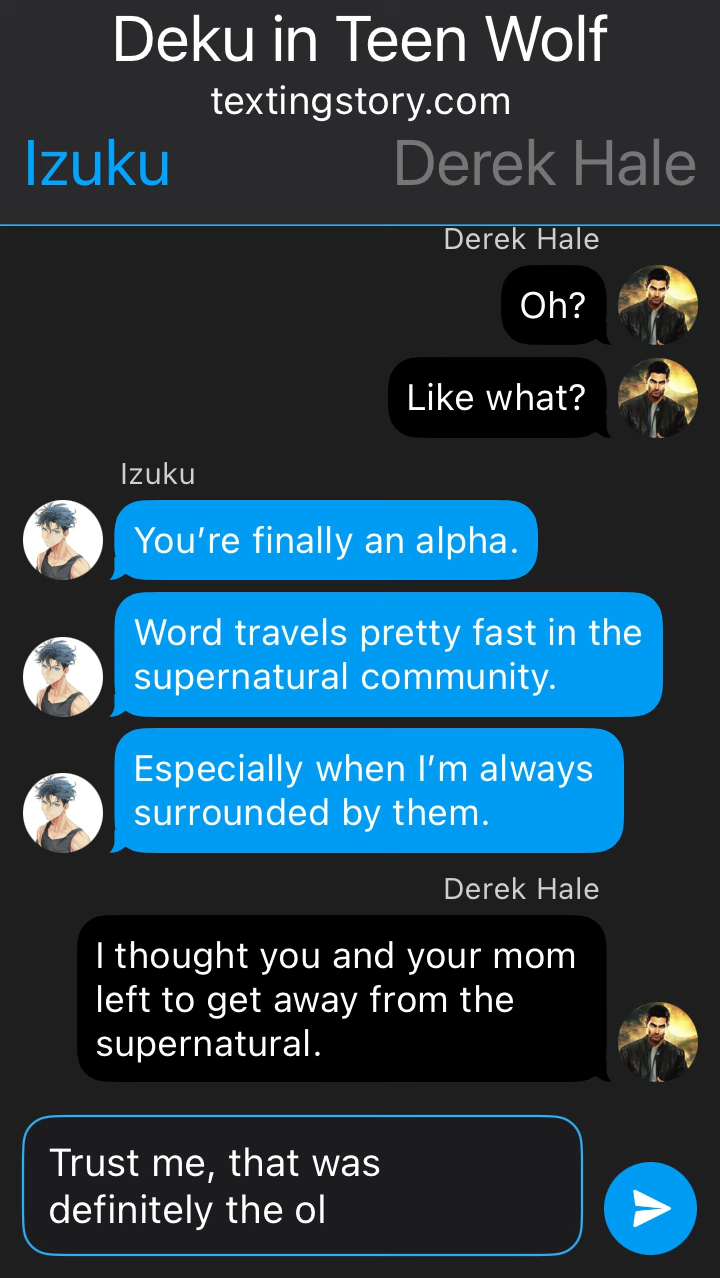 Deku in Teen Wolf
textingstory.com
Izuku
Derek Hale
Derek Hale
Oh?
Like what?
Izuku
You’re finally an alpha.
Word travels pretty fast in the
supernatural community.
Especially when I’m always
surrounded by them.
Derek Hale
I thought you and your mom
left to get away from the
supernatural.
Trust me, that was
definitely the ol